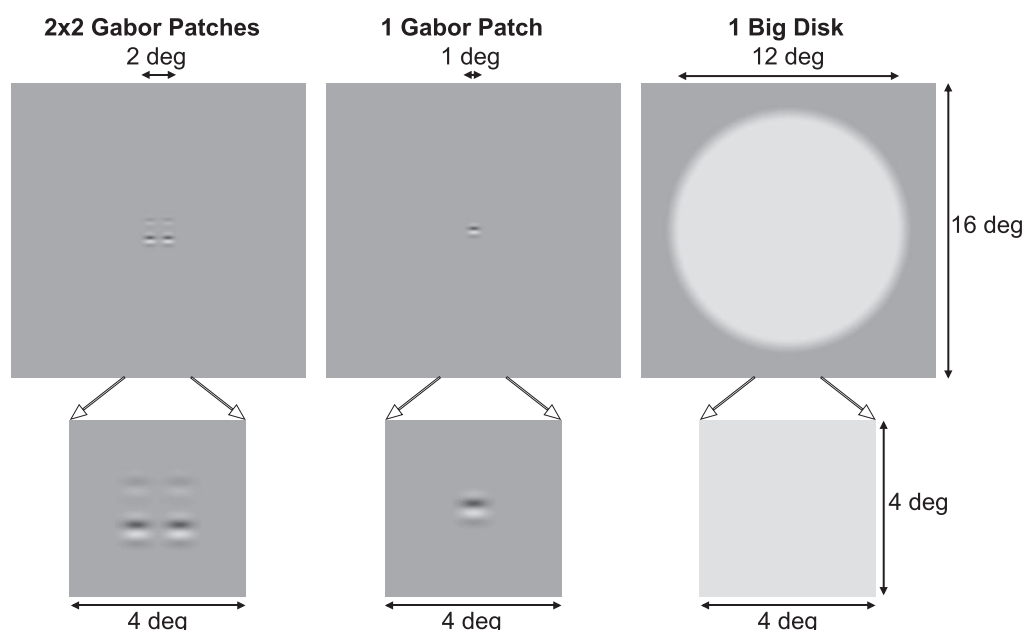 2x2 Gabor Patches
2 deg
1 Gabor Patch
1 deg
1 Big Disk
12 deg
16 deg
4 deg
4 deg
4 deg
4 deg